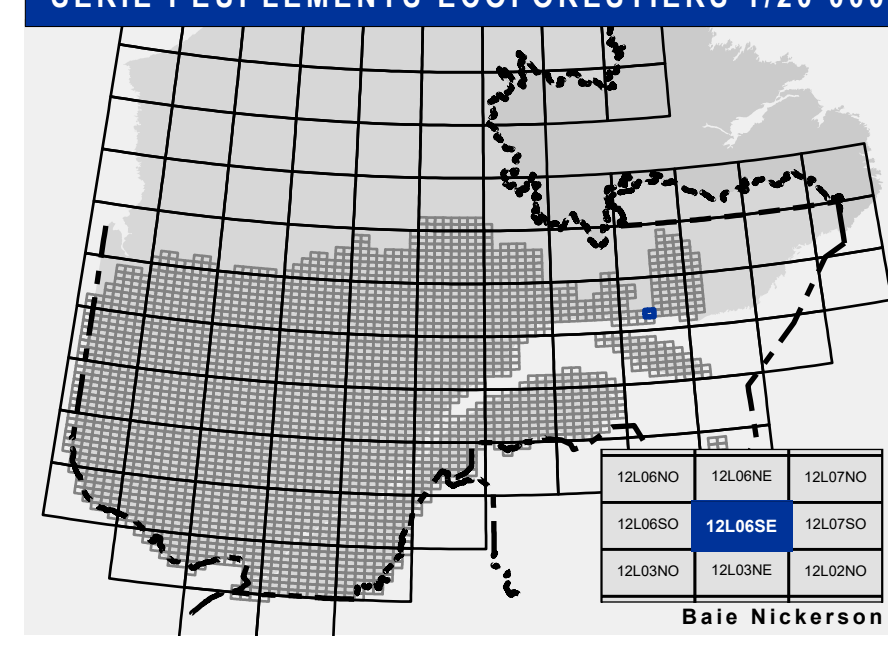 SÉRIE PEUPLEMENTS ÉCOFORESTIERS 1/20 000
12L06NO 12L06NE 12L07NO
12L06SO 12L06SE 12L07SO
12L03NO 12L03NE 12L02NO
Baie Nickerson